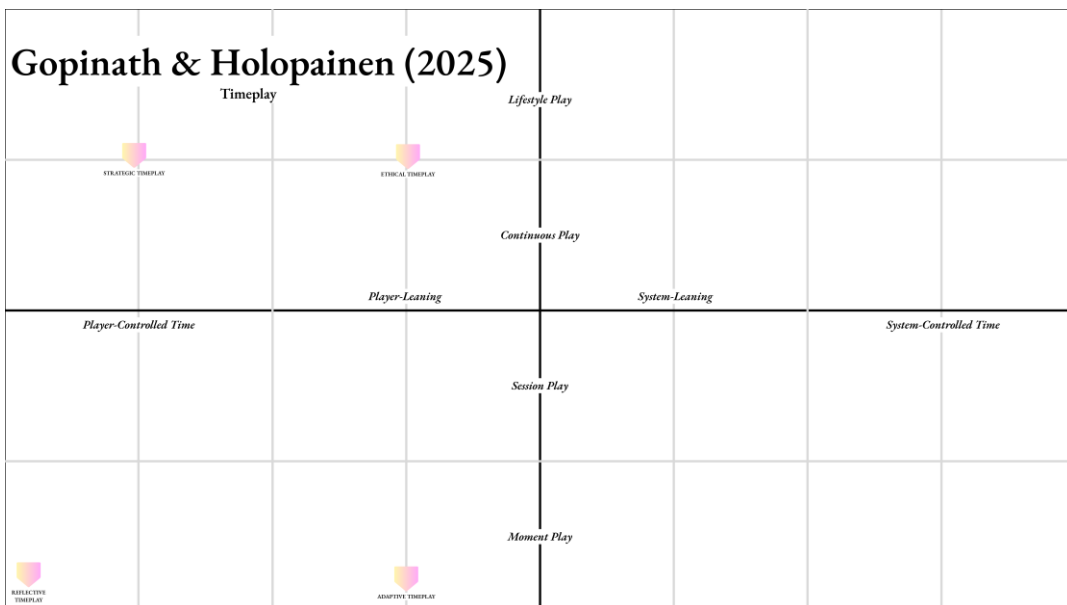 Gopinath & Holopainen (2025)
Timeplay
Lifestyle Play
STRATEGIC TIMEPLAY
ETHICAL TIMEPLAY
Continuous Play
Player-Leaning
System-Leaning
Player-Controlled Time
System-Controlled Time
Session Play
Moment Play
REFLECTIVE
TIMEPLAY
ADAPTIVE TIMEPLAY